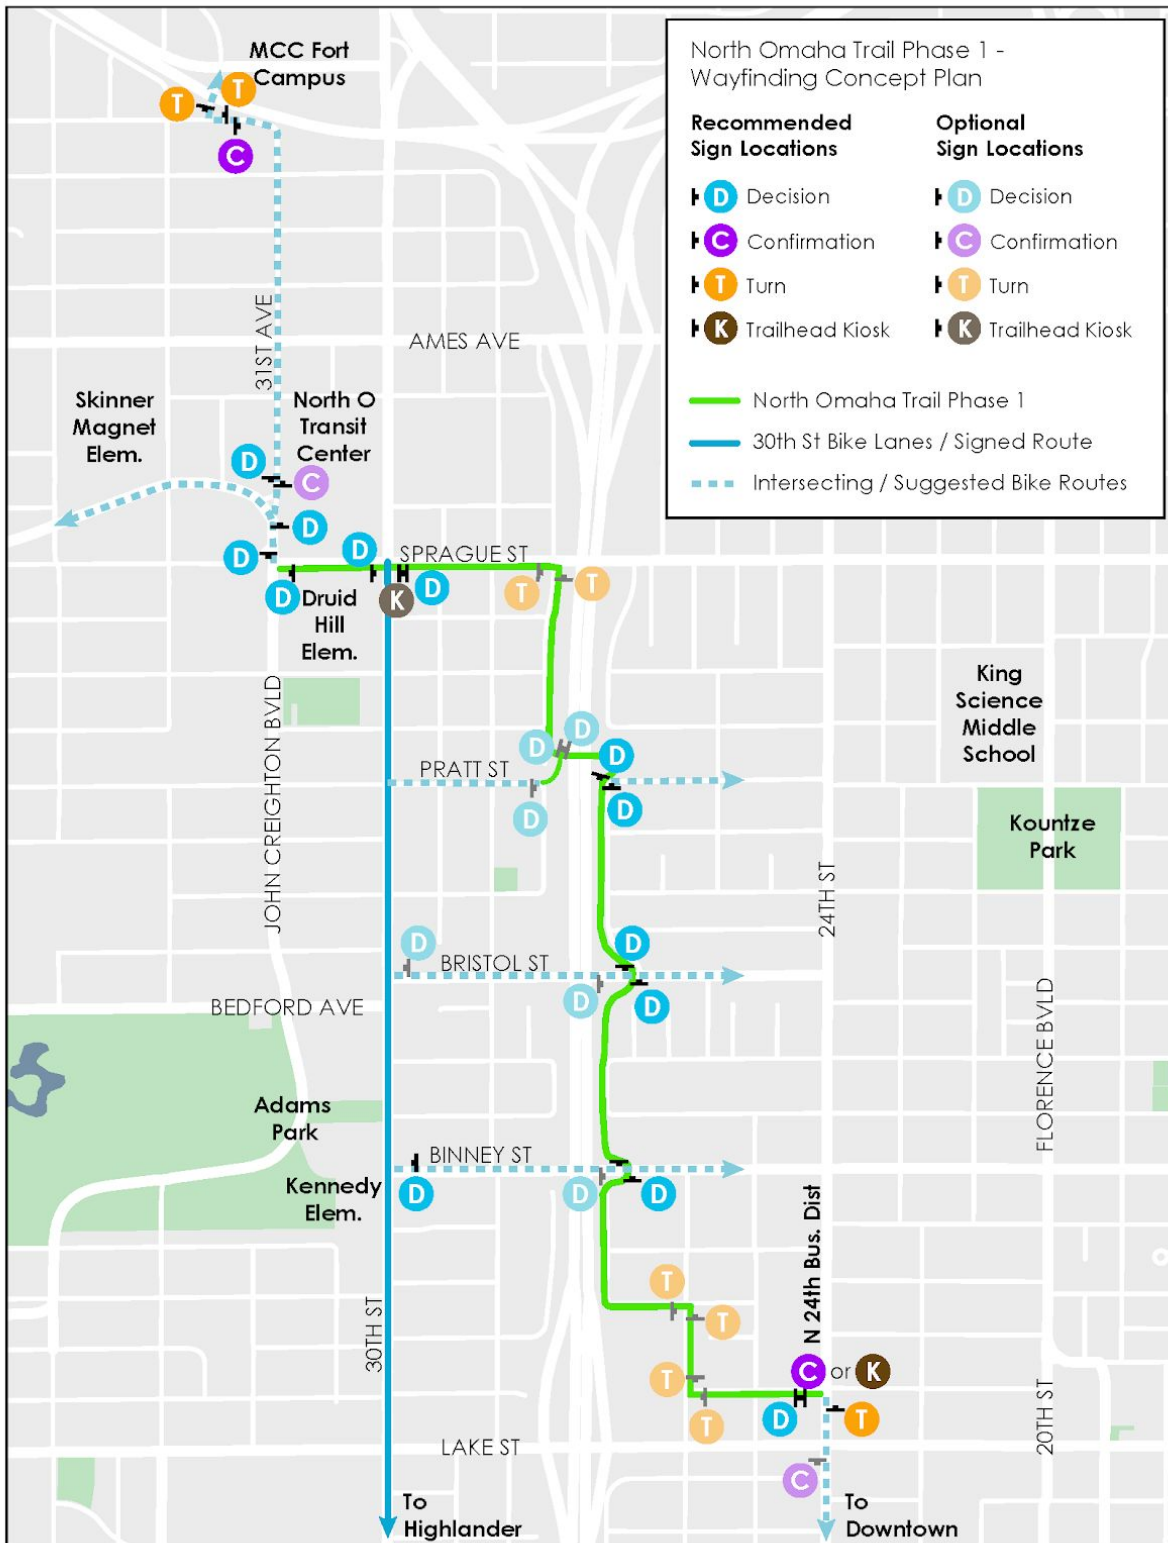 North Omaha Trail Phase 1 -
Wayfinding Concept Plan
Recommended
Sign Locations
D Decision
C Confirmation
T Turn
K Trailhead Kiosk
Optional
Sign Locations
D Decision
C Confirmation
T Turn
K Trailhead Kiosk
North Omaha Trail Phase 1
30th St Bike Lanes / Signed Route
Intersecting / Suggested Bike Routes
MCC Fort
Campus
T
T
C
31ST AVE
AMES AVE
Skinner
Magnet
Elem.
North O
Transit
Center
D
C
D
D
D
SPRAGUE ST
D
K
D
T
T
Druid
Hill
Elem.
JOHN CREIGHTON BVLD
King
Science
Middle
School
D
D
D
PRATT ST
D
D
Kountze
Park
24TH ST
D
BRISTOL ST
D
D
D
BEDFORD AVE
FLORENCE BVLD
Adams
Park
BINNEY ST
Kennedy
Elem.
D
D
D
N 24th Bus. Dist
T
T
30TH ST
T
T
C or K
D
T
20TH ST
LAKE ST
C
To
Highlander
To
Downtown